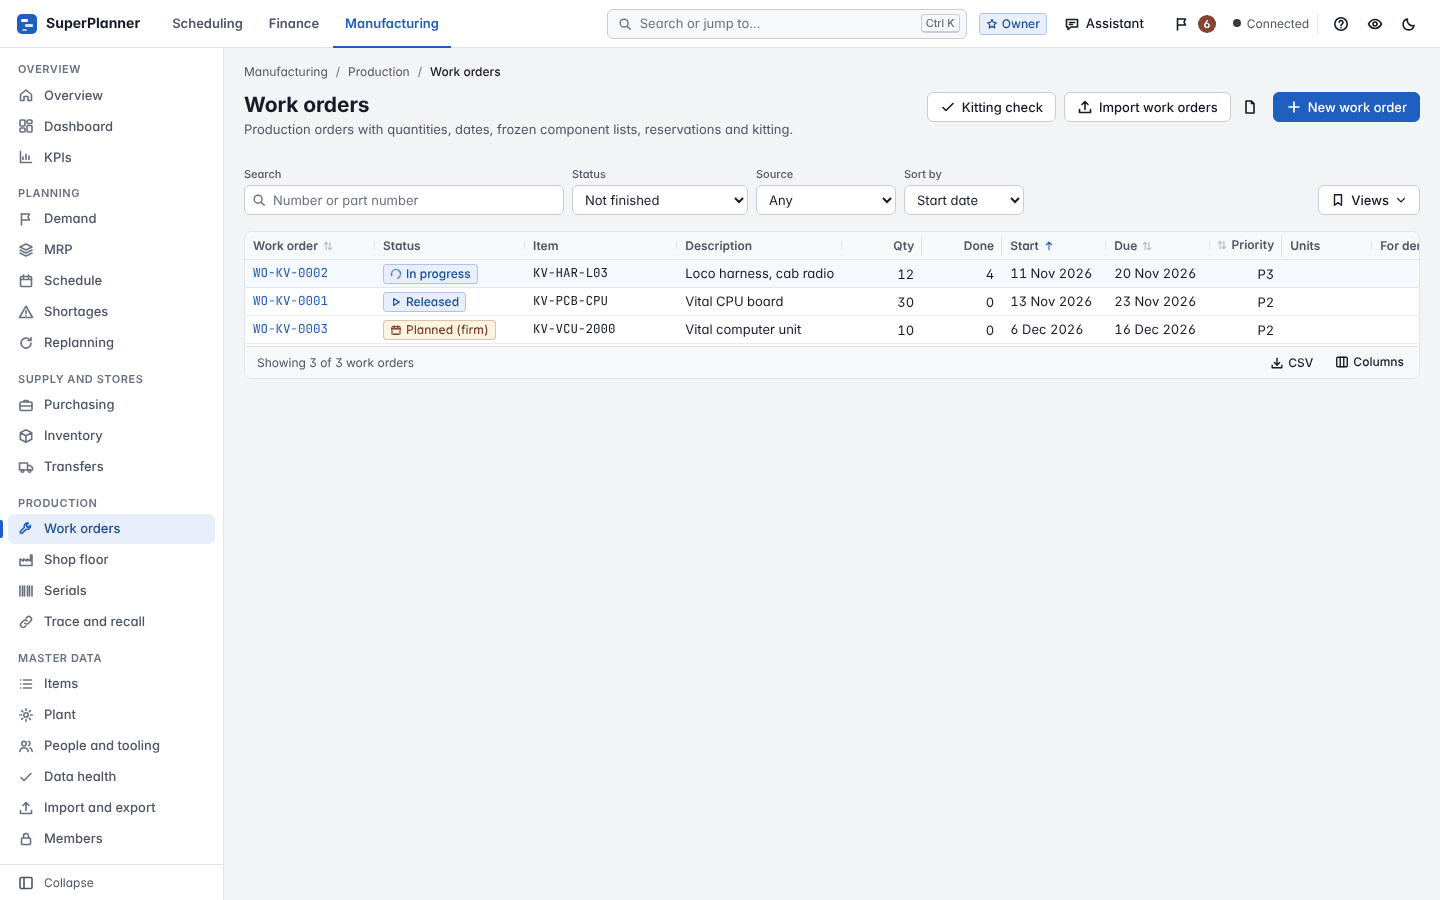 SuperPlanner Scheduling Finance Manufacturing Search or jump to... Ctrl K Owner Assistant 6 Connected
OVERVIEW
Overview
Dashboard
KPIs
PLANNING
Demand
MRP
Schedule
Shortages
Replanning
SUPPLY AND STORES
Purchasing
Inventory
Transfers
PRODUCTION
Work orders
Shop floor
Serials
Trace and recall
MASTER DATA
Items
Plant
People and tooling
Data health
Import and export
Members
Collapse
Manufacturing / Production / Work orders
Work orders
Production orders with quantities, dates, frozen component lists, reservations and kitting.
Kitting check Import work orders New work order
Search Status Source Sort by
Number or part number Not finished Any Start date Views
Work order Status Item Description Qty Done Start Due Priority Units For der
WO-KV-0002 In progress KV-HAR-L03 Loco harness, cab radio 12 4 11 Nov 2026 20 Nov 2026 P3
WO-KV-0001 Released KV-PCB-CPU Vital CPU board 30 0 13 Nov 2026 23 Nov 2026 P2
WO-KV-0003 Planned (firm) KV-VCU-2000 Vital computer unit 10 0 6 Dec 2026 16 Dec 2026 P2
Showing 3 of 3 work orders CSV Columns